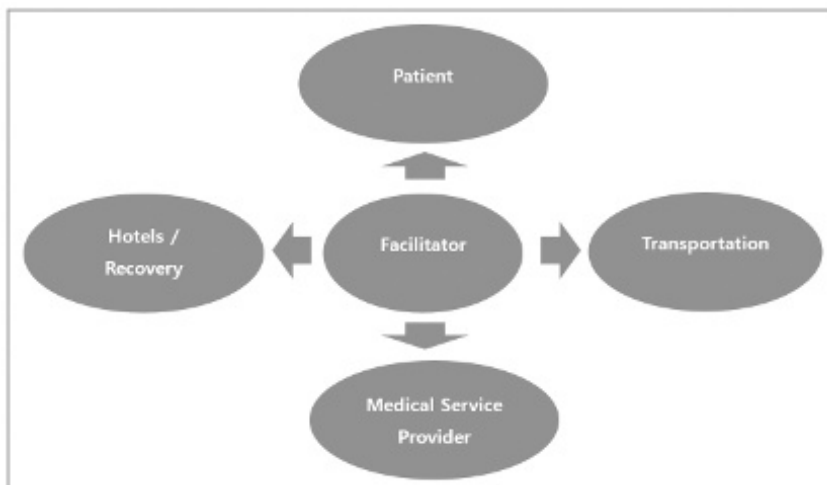 Patient
Hotels /
Recovery
Facilitator
Transportation
Medical Service
Provider